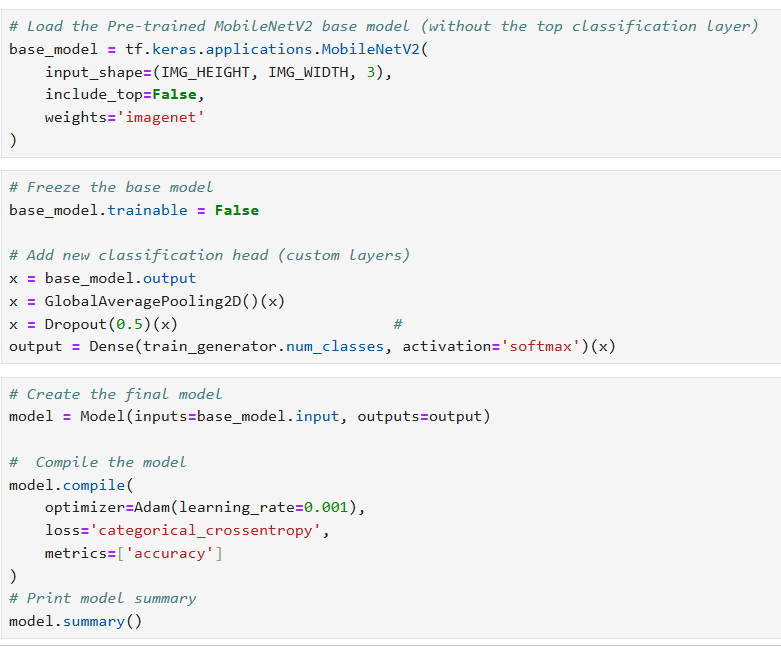 # Load the Pre-trained MobileNetV2 base model (without the top classification layer)
base_model = tf.keras.applications.MobileNetV2(
    input_shape=(IMG_HEIGHT, IMG_WIDTH, 3),
    include_top=False,
    weights='imagenet'
)
# Freeze the base model
base_model.trainable = False
# Add new classification head (custom layers)
x = base_model.output
x = GlobalAveragePooling2D()(x)
x = Dropout(0.5)(x)                        #
output = Dense(train_generator.num_classes, activation='softmax')(x)
# Create the final model
model = Model(inputs=base_model.input, outputs=output)
#  Compile the model
model.compile(
    optimizer=Adam(learning_rate=0.001),
    loss='categorical_crossentropy',
    metrics=['accuracy']
)
# Print model summary
model.summary()